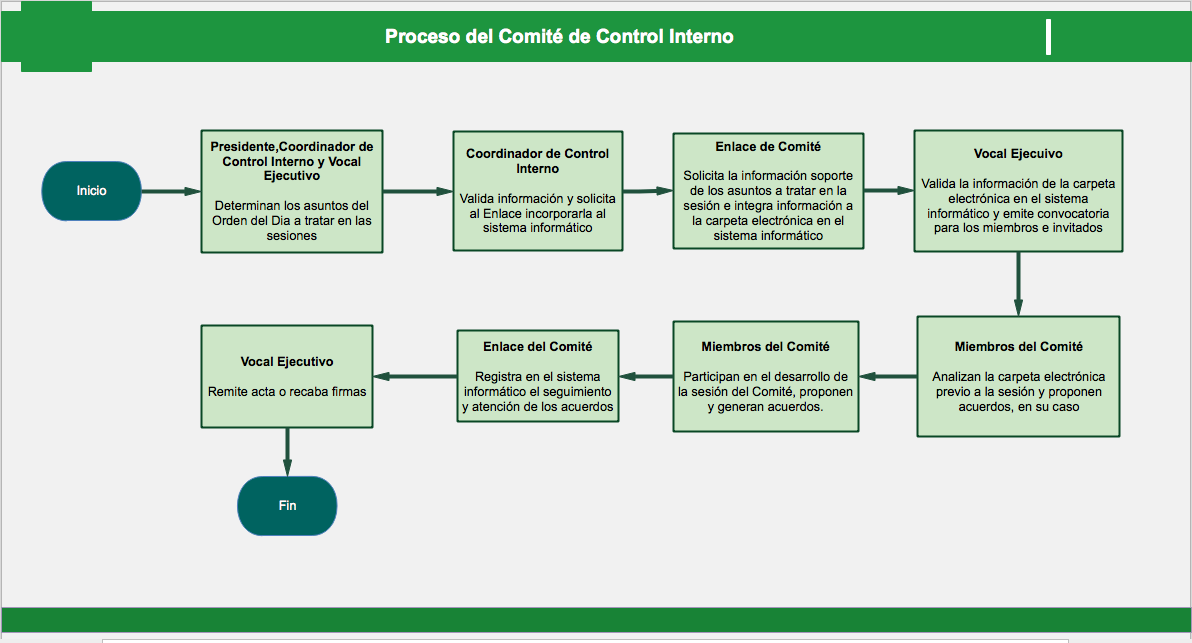 Proceso del Comité de Control Interno
Inicio
Presidente,Coordinador de
Control Interno y Vocal
Ejecutivo
Determinan los asuntos del
Orden del Dia a tratar en las
sesiones
Coordinador de Control
Interno
Valida información y solicita
al Enlace incorporarla al
sistema informático
Enlace de Comité
Solicita la información soporte
de los asuntos a tratar en la
sesión e integra información a
la carpeta electrónica en el
sistema informático
Vocal Ejecuivo
Valida la información de la carpeta
electrónica en el sistema
informático y emite convocatoria
para los miembros e invitados
Miembros del Comité
Analizan la carpeta electrónica
previo a la sesión y proponen
acuerdos, en su caso
Miembros del Comité
Participan en el desarrollo de
la sesión del Comité, proponen
y generan acuerdos.
Enlace del Comité
Registra en el sistema
informático el seguimiento
y atención de los acuerdos
Vocal Ejecutivo
Remite acta o recaba firmas
Fin